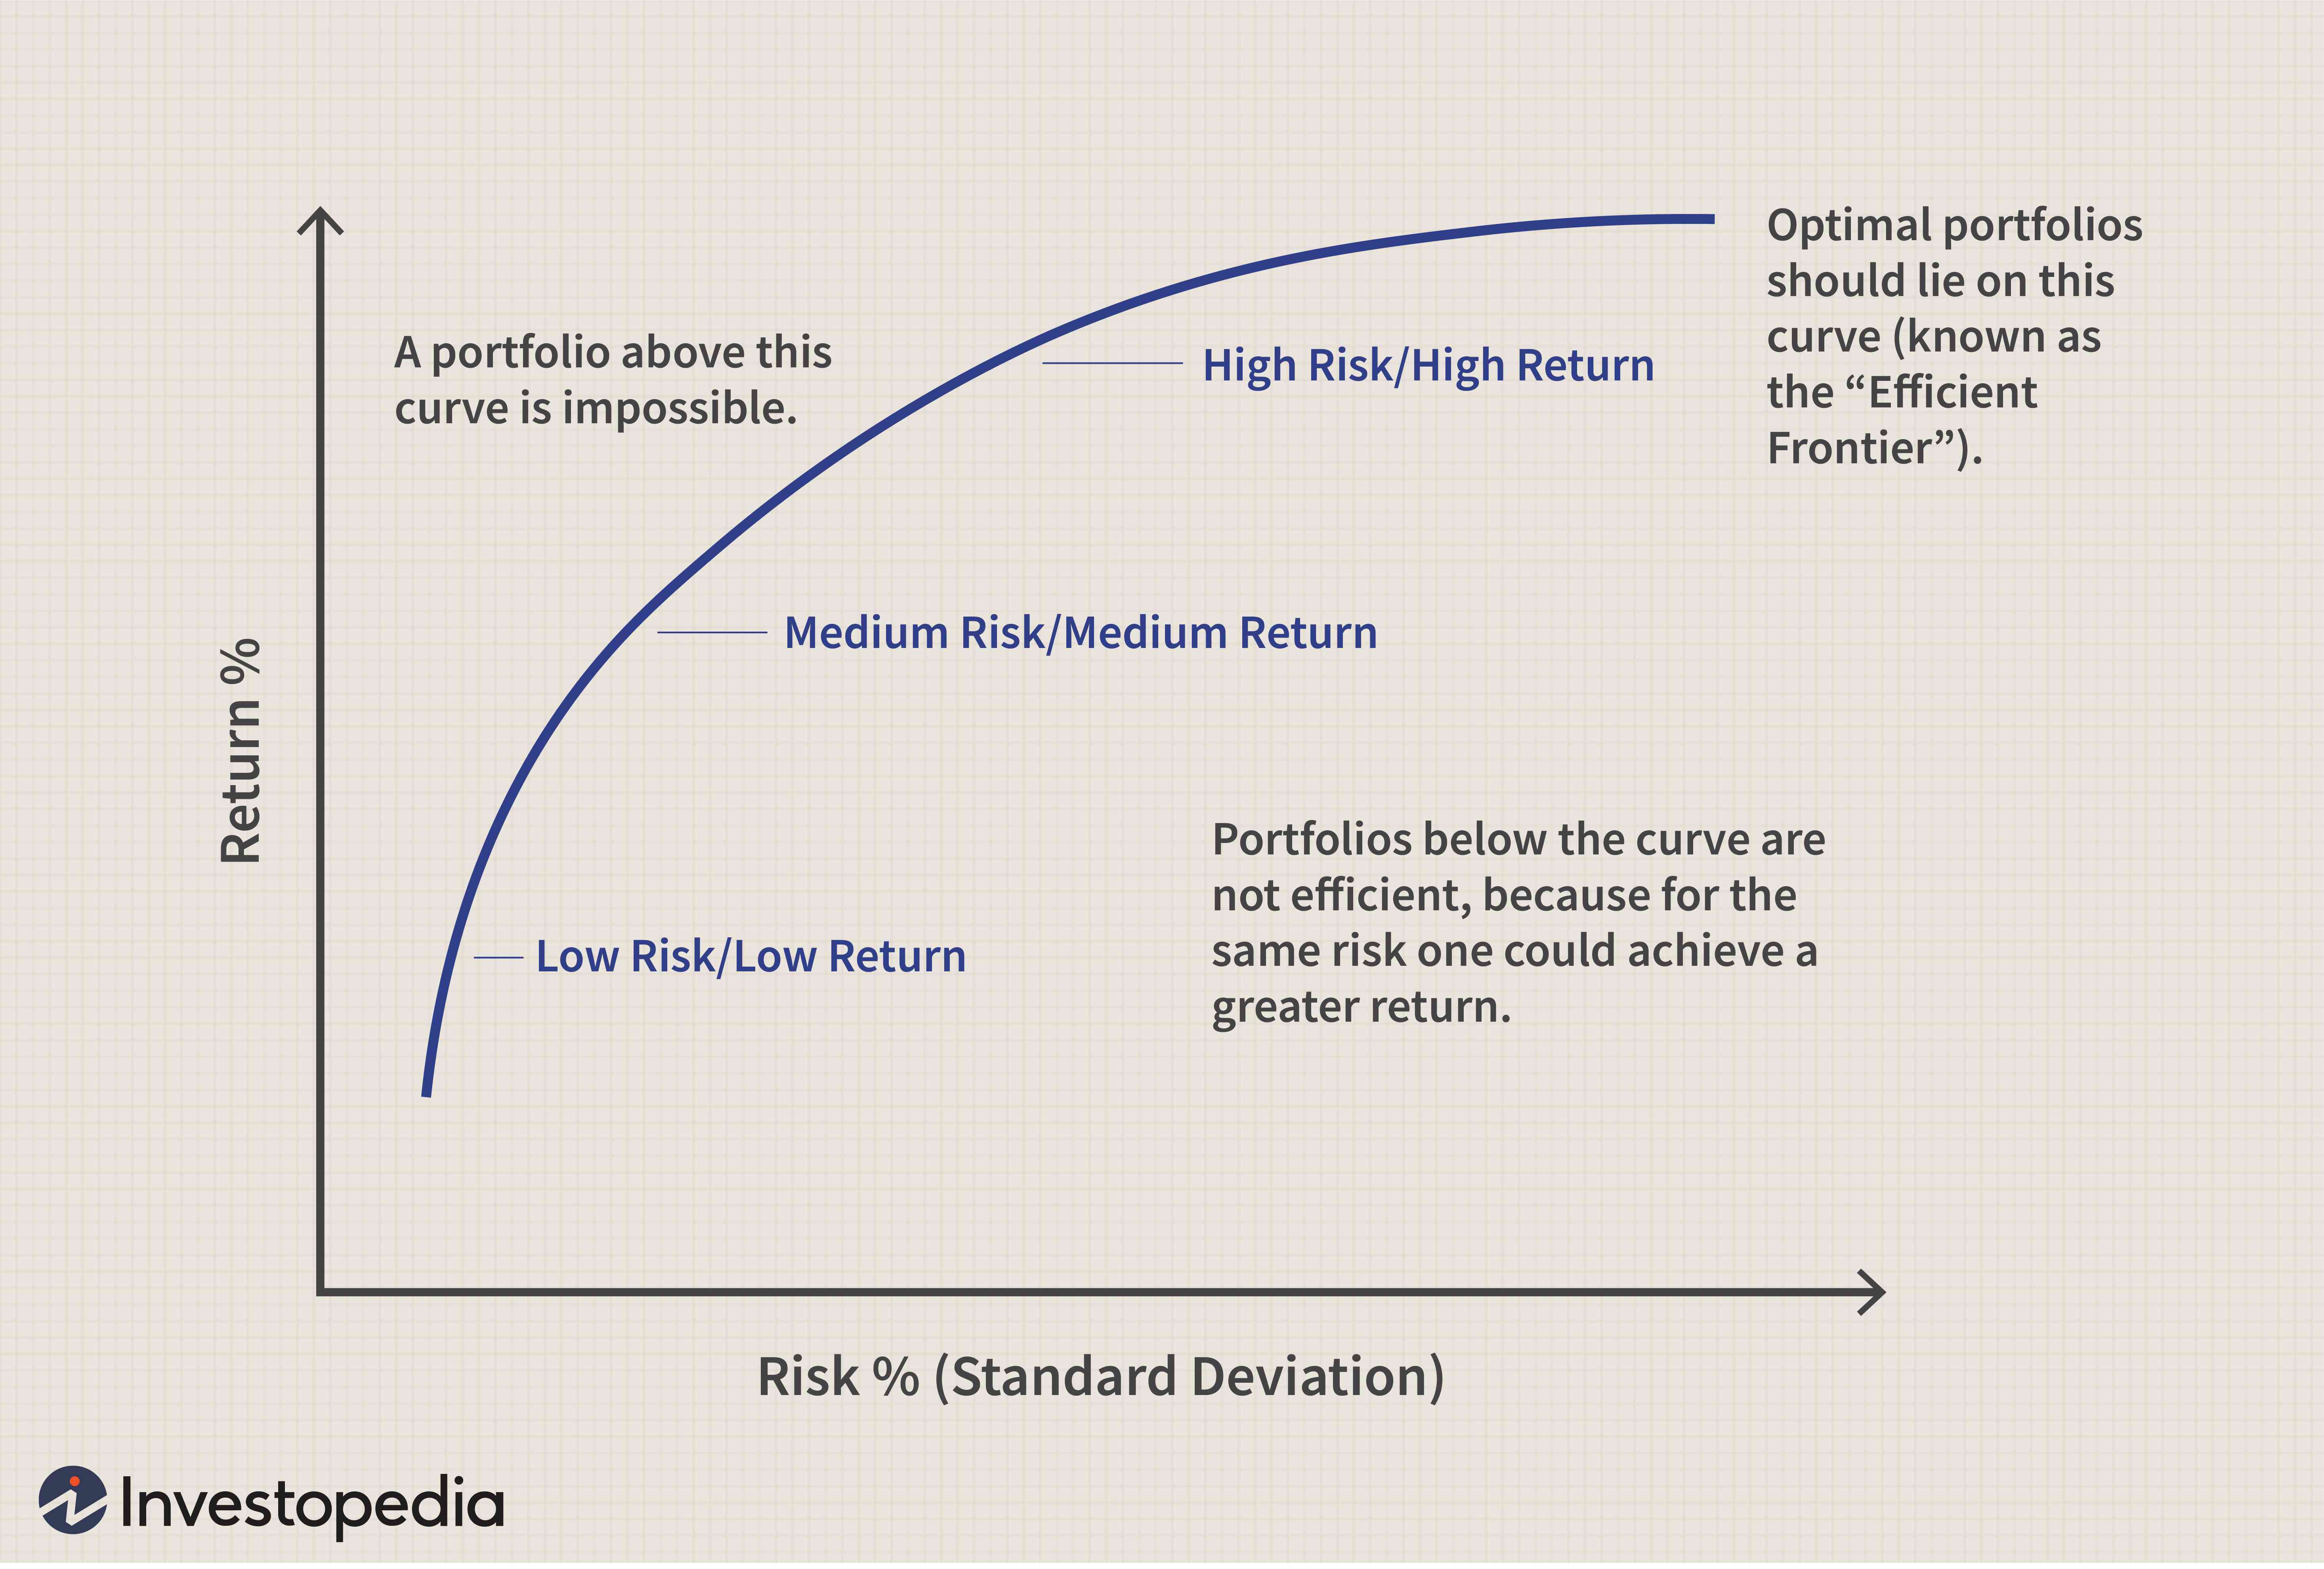 A portfolio above this
curve is impossible.
Optimal portfolios
should lie on this
curve (known as
the “Efficient
Frontier”).
High Risk/High Return
Medium Risk/Medium Return
Return %
Portfolios below the curve are
not efficient, because for the
same risk one could achieve a
greater return.
Low Risk/Low Return
Risk % (Standard Deviation)
Investopedia